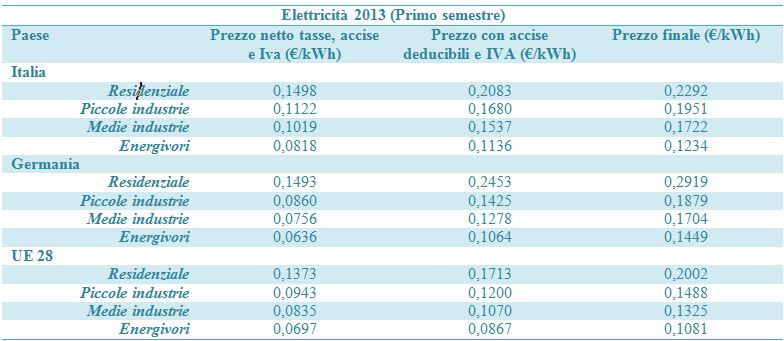 Elettricità 2013 (Primo semestre)
Paese Prezzo netto tasse, accise e Iva (€/kWh) Prezzo con accise deducibili e IVA (€/kWh) Prezzo finale (€/kWh)
Italia
Residenziale 0,1498 0,2083 0,2292
Piccole industrie 0,1122 0,1680 0,1951
Medie industrie 0,1019 0,1537 0,1722
Energivori 0,0818 0,1136 0,1234
Germania
Residenziale 0,1493 0,2453 0,2919
Piccole industrie 0,0860 0,1425 0,1879
Medie industrie 0,0756 0,1278 0,1704
Energivori 0,0636 0,1064 0,1449
UE 28
Residenziale 0,1373 0,1713 0,2002
Piccole industrie 0,0943 0,1200 0,1488
Medie industrie 0,0835 0,1070 0,1325
Energivori 0,0697 0,0867 0,1081